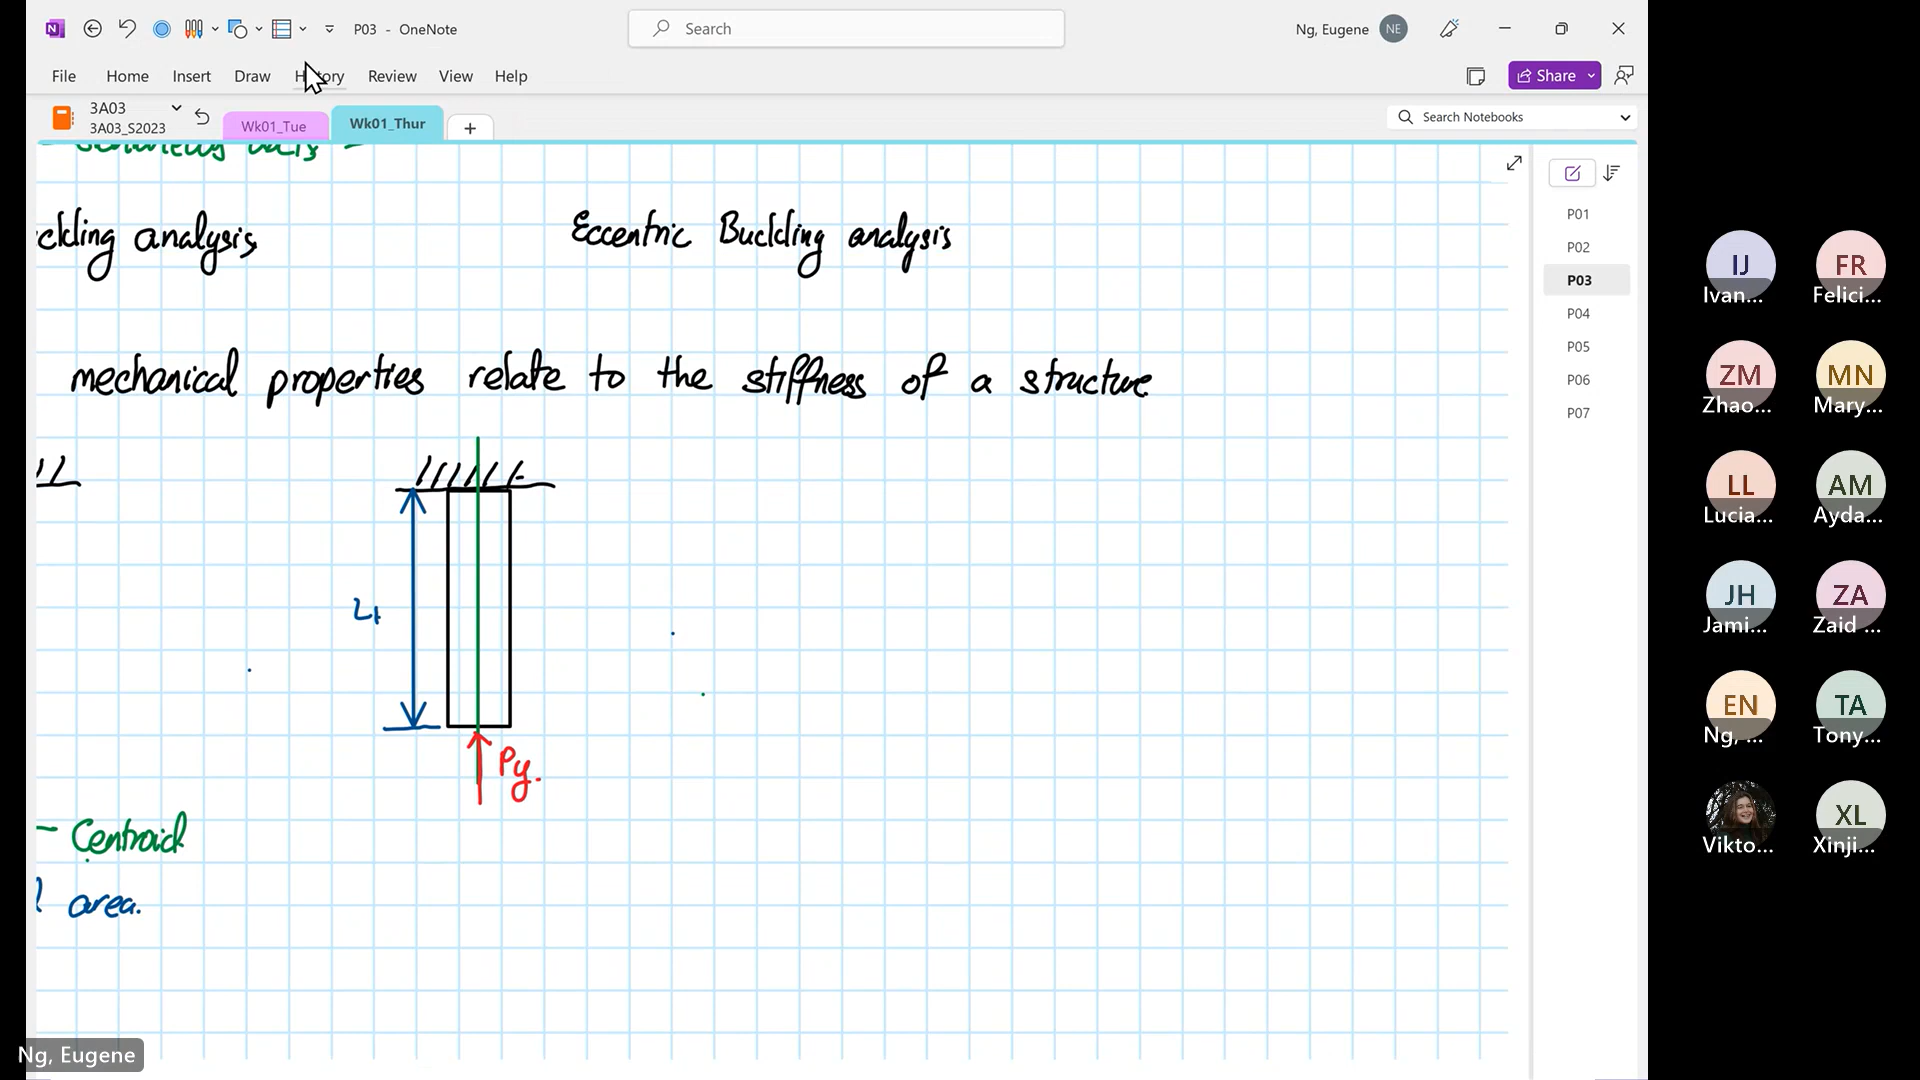 P03 - OneNote
Search
Ng, Eugene
NE
File
Home
Insert
Draw
History
Review
View
Help
Share
3A03
3A03_S2023
Wk01_Tue
Wk01_Thur
Search Notebooks
P01
P02
P03
P04
P05
P06
P07
ckling analysis
Eccentric Buckling analysis
mechanical properties relate to the stiffness of a structure
Py.
- Centroid
area.
Ng, Eugene
IJ
Ivan...
FR
Felici...
ZM
Zhao...
MN
Mary...
LL
Lucia...
AM
Ayda...
JH
Jami...
ZA
Zaid ...
EN
Ng, ...
TA
Tony...
Vikto...
XL
Xinji...